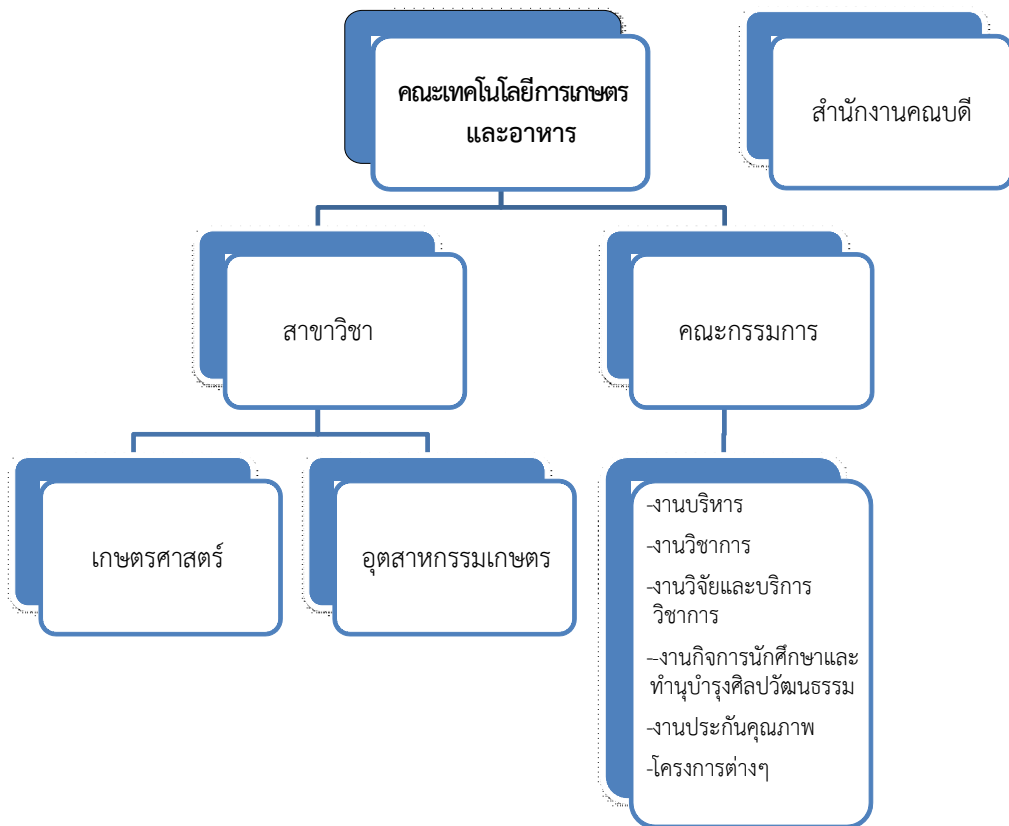 คณะเทคโนโลยีการเกษตร
และอาหาร
สำนักงานคณบดี
สาขาวิชา
คณะกรรมการ
เกษตรศาสตร์
อุตสาหกรรมเกษตร
-งานบริหาร
-งานวิชาการ
-งานวิจัยและบริการ
วิชาการ
--งานกิจการนักศึกษาและ
ทำนุบำรุงศิลปวัฒนธรรม
-งานประกันคุณภาพ
-โครงการต่างๆ